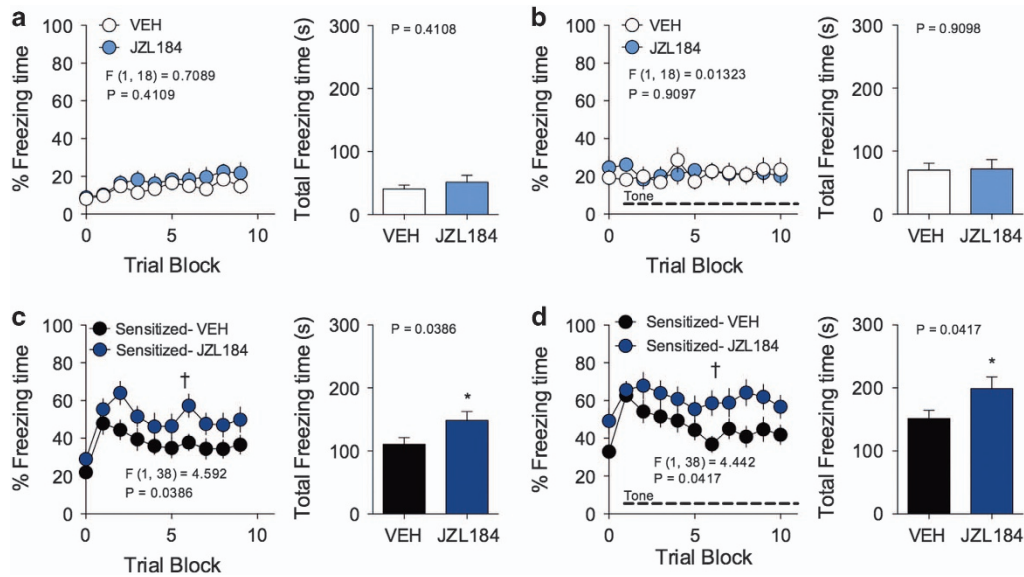 a
VEH
JZL184
F (1, 18) = 0.7089
P = 0.4109
% Freezing time
100
80
60
40
20
0
0
5
10
Trial Block
Total Freezing time (s)
300
200
100
0
P = 0.4108
VEH
JZL184
b
VEH
JZL184
F (1, 18) = 0.01323
P = 0.9097
% Freezing time
100
80
60
40
20
0
Tone
0
5
10
Trial Block
Total Freezing time (s)
300
200
100
0
P = 0.9098
VEH
JZL184
c
Sensitized- VEH
Sensitized- JZL184
†
F (1, 38) = 4.592
P = 0.0386
% Freezing time
100
80
60
40
20
0
0
5
10
Trial Block
Total Freezing time (s)
300
200
100
0
P = 0.0386
*
VEH
JZL184
d
Sensitized- VEH
Sensitized- JZL184
†
F (1, 38) = 4.442
P = 0.0417
% Freezing time
100
80
60
40
20
0
Tone
0
5
10
Trial Block
Total Freezing time (s)
300
200
100
0
P = 0.0417
*
VEH
JZL184